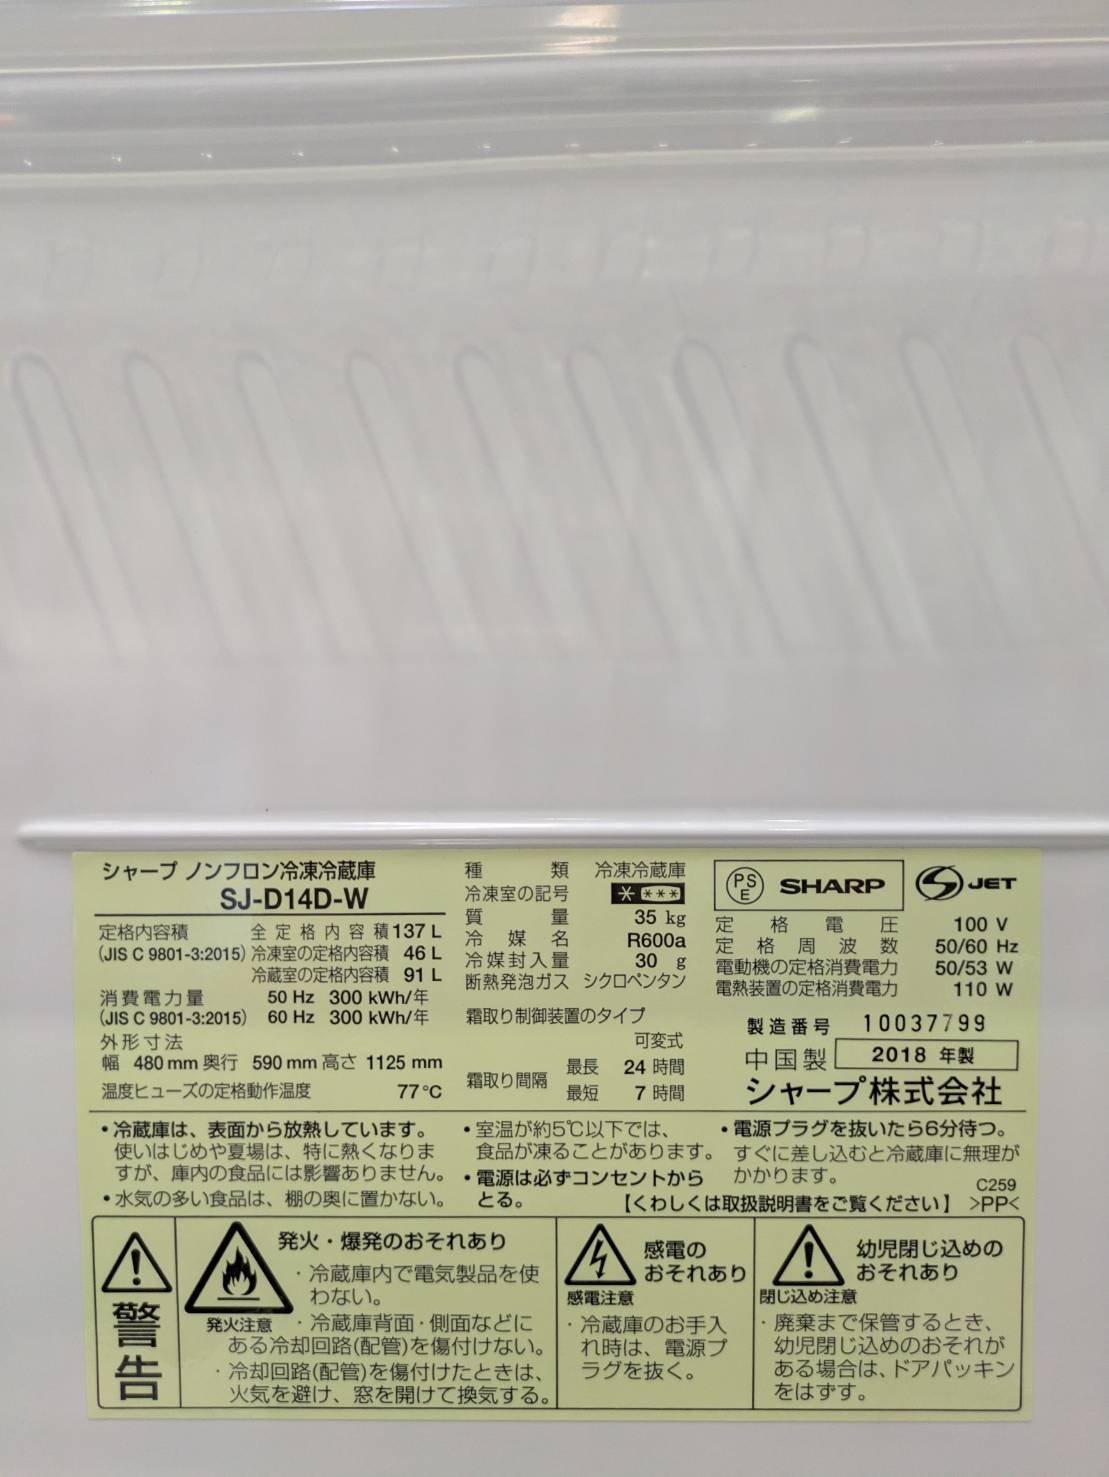 シャープ ノンフロン冷凍冷蔵庫
SJ-D14D-W
定格内容積 全定格内容積 137 L
(JIS C 9801-3:2015) 冷凍室の定格内容積 46 L
冷蔵室の定格内容積 91 L
消費電力量 50 Hz 300 kWh/年
(JIS C 9801-3:2015) 60 Hz 300 kWh/年
外形寸法
幅 480 mm 奥行 590 mm 高さ 1125 mm
温度ヒューズの定格動作温度 77℃
種類 冷凍冷蔵庫
冷凍室の記号 * ***
質量 35 kg
冷媒名 R600a
冷媒封入量 30 g
断熱発泡ガス シクロペンタン
霜取り制御装置のタイプ
可変式
霜取り間隔 最長 24 時間
最短 7 時間
PS E SHARP JET
定格電圧 100 V
定格周波数 50/60 Hz
電動機の定格消費電力 50/53 W
電熱装置の定格消費電力 110 W
製造番号 10037799
中国製 2018 年製
シャープ株式会社
・冷蔵庫は、表面から放熱しています。
使いはじめや夏場は、特に熱くなりま
すが、庫内の食品には影響ありません。
・水気の多い食品は、棚の奥に置かない。
・室温が約5℃以下では、
食品が凍ることがあります。
・電源は必ずコンセントから
とる。
・電源プラグを抜いたら6分待つ。
すぐに差し込むと冷蔵庫に無理が
かかります。
C259
【くわしくは取扱説明書をご覧ください】 >PP<
警告
発火・爆発のおそれあり
発火注意
・冷蔵庫内で電気製品を使
わない。
・冷蔵庫背面・側面などに
ある冷却回路(配管)を傷付けない。
・冷却回路(配管)を傷付けたときは、
火気を避け、窓を開けて換気する。
感電の
おそれあり
感電注意
・冷蔵庫のお手入
れ時は、電源プ
ラグを抜く。
幼児閉じ込めの
おそれあり
閉じ込め注意
・廃棄まで保管するとき、
幼児閉じ込めのおそれが
ある場合は、ドアパッキン
をはずす。